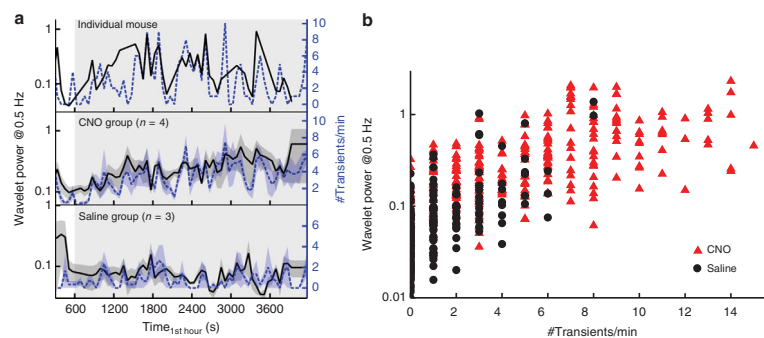 a
Individual mouse
CNO group (n = 4)
Saline group (n = 3)
Wavelet power @0.5 Hz
1
0.1
1
0.1
0.1
10
8
6
4
2
0
10
8
6
4
2
6
4
2
0
#Transients/min
600 1200 1800 2400 3000 3600
Time1st hour (s)
b
Wavelet power @0.5 Hz
1
0.1
0.01
0 2 4 6 8 10 12 14
#Transients/min
CNO
Saline